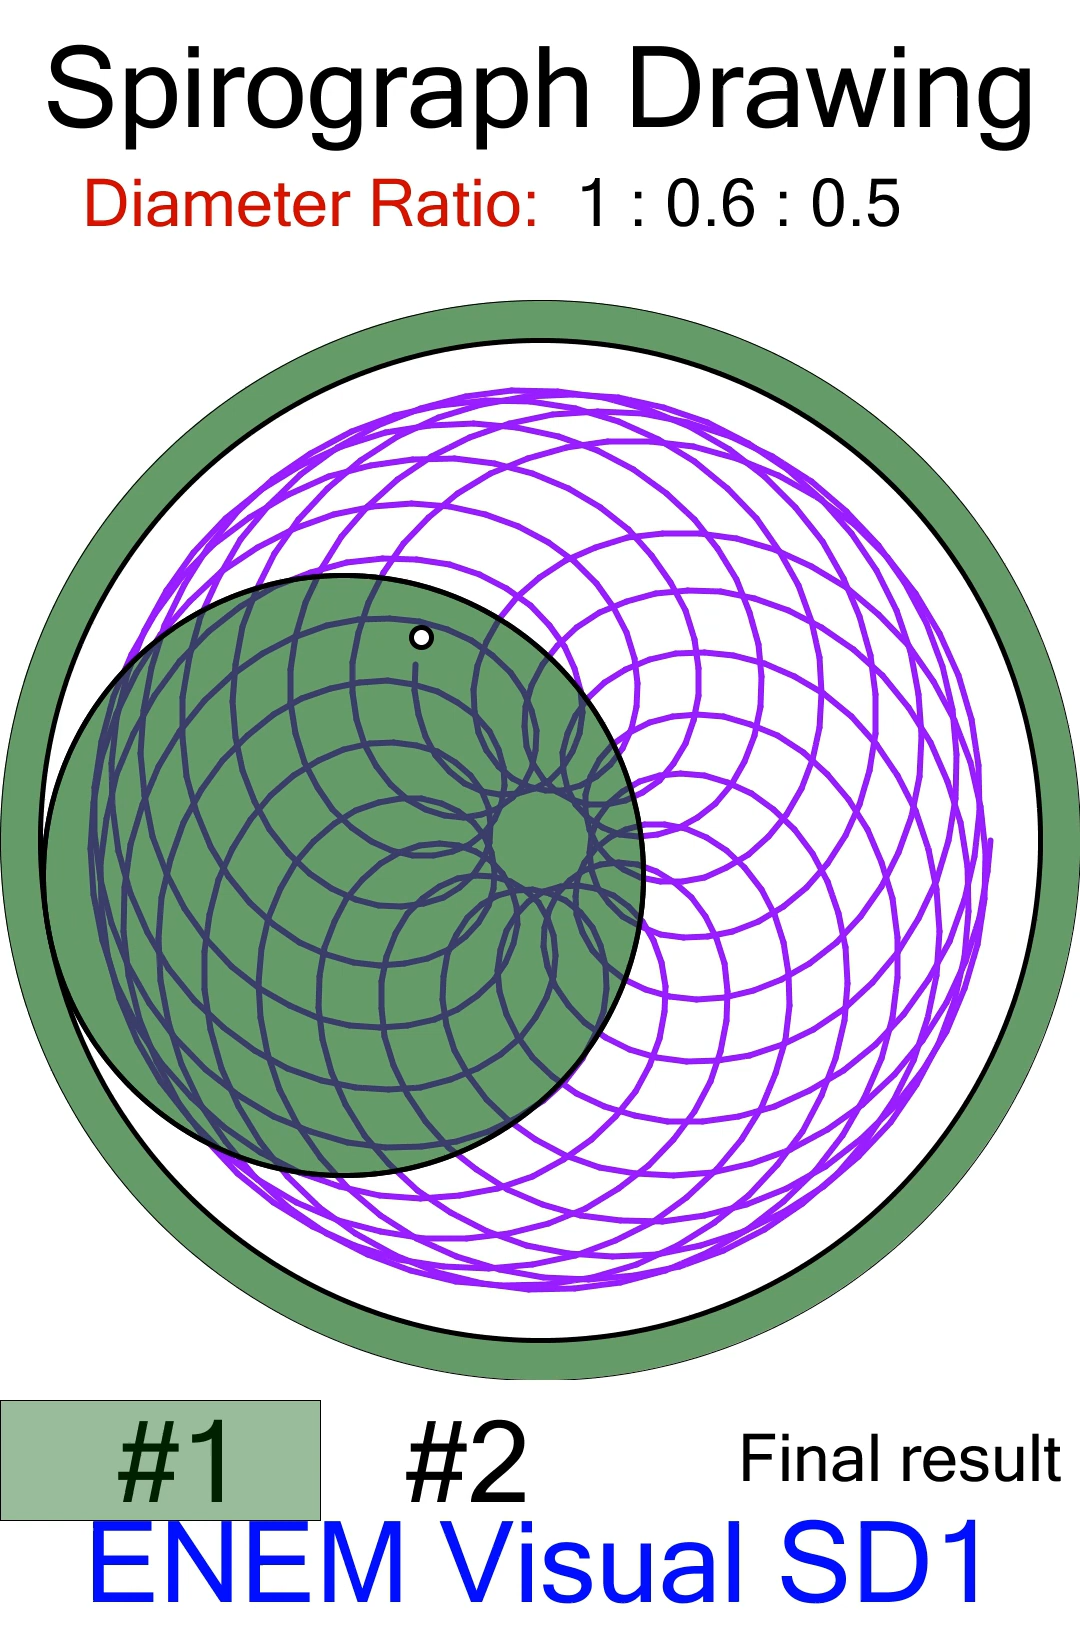 Spirograph Drawing
Diameter Ratio: 1 : 0.6 : 0.5
#1 #2 Final result
ENEM Visual SD1